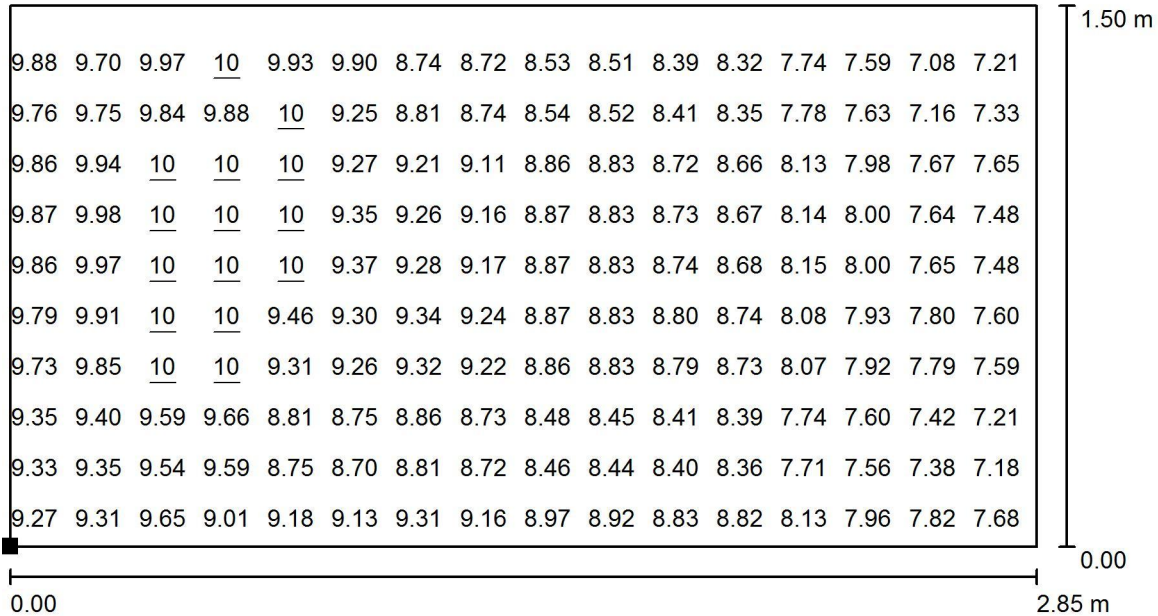 1.50 m
9.88 9.70 9.97 10 9.93 9.90 8.74 8.72 8.53 8.51 8.39 8.32 7.74 7.59 7.08 7.21
9.76 9.75 9.84 9.88 10 9.25 8.81 8.74 8.54 8.52 8.41 8.35 7.78 7.63 7.16 7.33
9.86 9.94 10 10 10 9.27 9.21 9.11 8.86 8.83 8.72 8.66 8.13 7.98 7.67 7.65
9.87 9.98 10 10 10 9.35 9.26 9.16 8.87 8.83 8.73 8.67 8.14 8.00 7.64 7.48
9.86 9.97 10 10 10 9.37 9.28 9.17 8.87 8.83 8.74 8.68 8.15 8.00 7.65 7.48
9.79 9.91 10 10 9.46 9.30 9.34 9.24 8.87 8.83 8.80 8.74 8.08 7.93 7.80 7.60
9.73 9.85 10 10 9.31 9.26 9.32 9.22 8.86 8.83 8.79 8.73 8.07 7.92 7.79 7.59
9.35 9.40 9.59 9.66 8.81 8.75 8.86 8.73 8.48 8.45 8.41 8.39 7.74 7.60 7.42 7.21
9.33 9.35 9.54 9.59 8.75 8.70 8.81 8.72 8.46 8.44 8.40 8.36 7.71 7.56 7.38 7.18
9.27 9.31 9.65 9.01 9.18 9.13 9.31 9.16 8.97 8.92 8.83 8.82 8.13 7.96 7.82 7.68
0.00
0.00 2.85 m